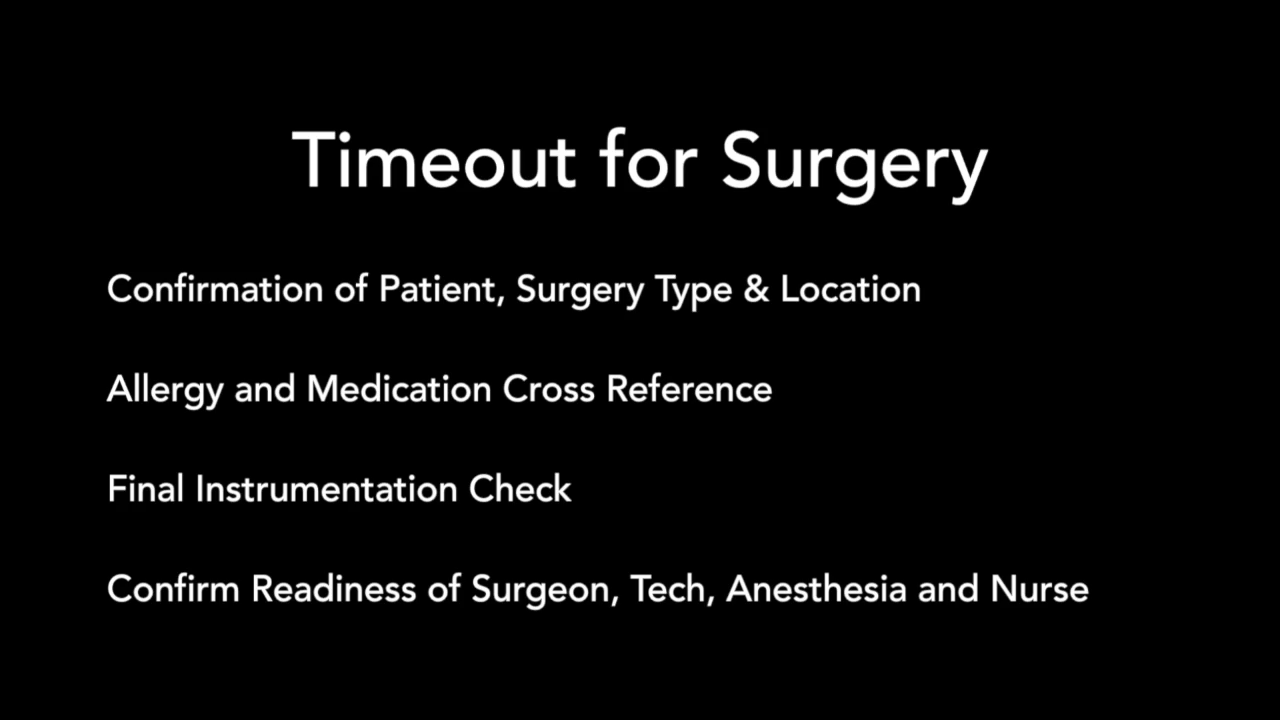 Timeout for Surgery
Confirmation of Patient, Surgery Type & Location
Allergy and Medication Cross Reference
Final Instrumentation Check
Confirm Readiness of Surgeon, Tech, Anesthesia and Nurse